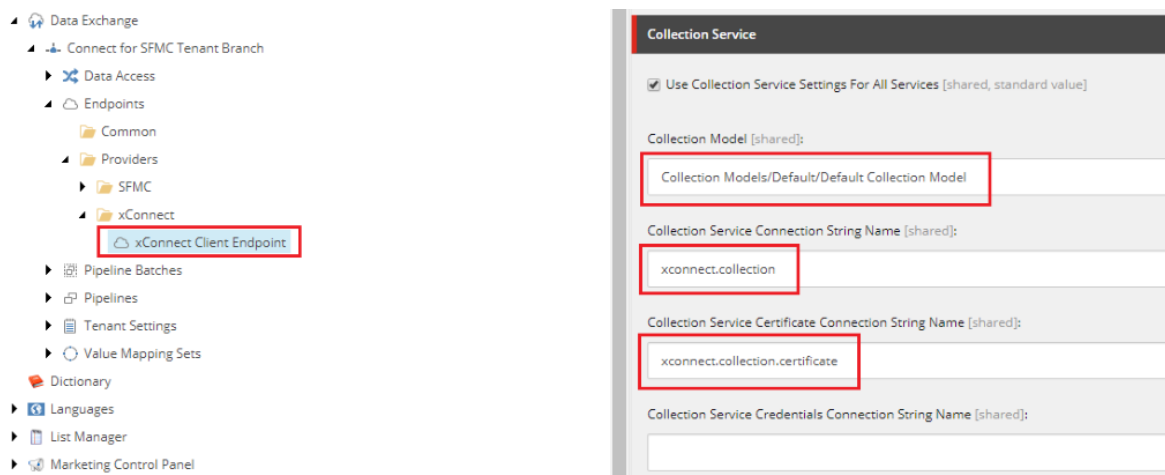 Data Exchange
Connect for SFMC Tenant Branch
Data Access
Endpoints
Common
Providers
SFMC
xConnect
xConnect Client Endpoint
Pipeline Batches
Pipelines
Tenant Settings
Value Mapping Sets
Dictionary
Languages
List Manager
Marketing Control Panel
Collection Service
Use Collection Service Settings For All Services [shared, standard value]
Collection Model [shared]:
Collection Models/Default/Default Collection Model
Collection Service Connection String Name [shared]:
xconnect.collection
Collection Service Certificate Connection String Name [shared]:
xconnect.collection.certificate
Collection Service Credentials Connection String Name [shared]: